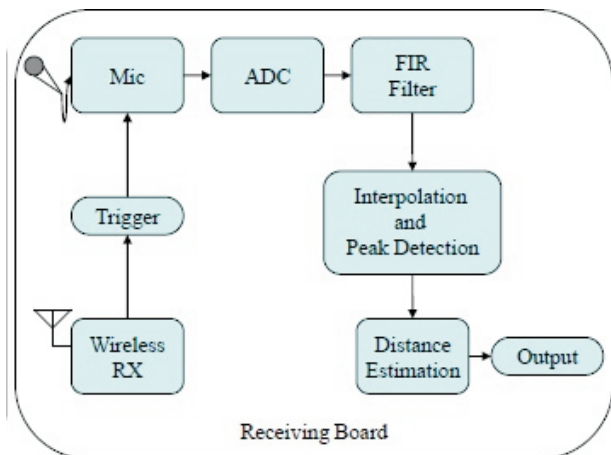 Mic
ADC
FIR
Filter
Trigger
Interpolation
and
Peak Detection
Wireless
RX
Distance
Estimation
Output
Receiving Board